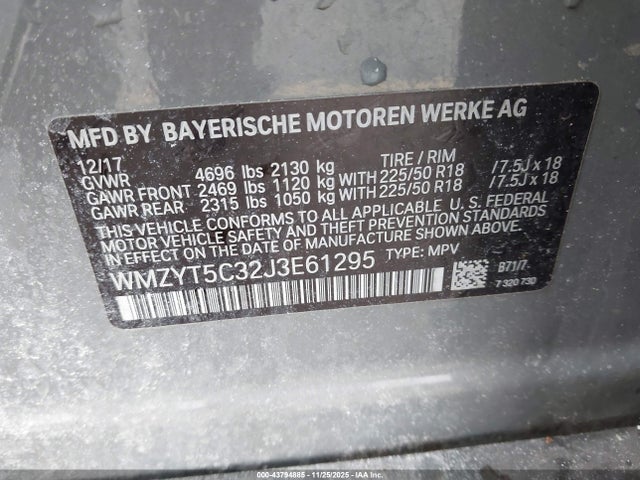 MFD BY BAYERISCHE MOTOREN WERKE AG
12/17 TIRE / RIM
GVWR 4696 lbs 2130 kg
GAWR FRONT 2469 lbs 1120 kg WITH 225/50 R18 / 7.5J x 18
GAWR REAR 2315 lbs 1050 kg WITH 225/50 R18 / 7.5J x 18
THIS VEHICLE CONFORMS TO ALL APPLICABLE U. S. FEDERAL
MOTOR VEHICLE SAFETY, BUMPER AND THEFT PREVENTION STANDARDS
IN EFFECT ON THE DATE OF MANUFACTURE SHOWN ABOVE.
WMZYT5C32J3E61295 TYPE: MPV
B71/7
7 320 730
000-43794885 - 11/25/2025 - IAA Inc.